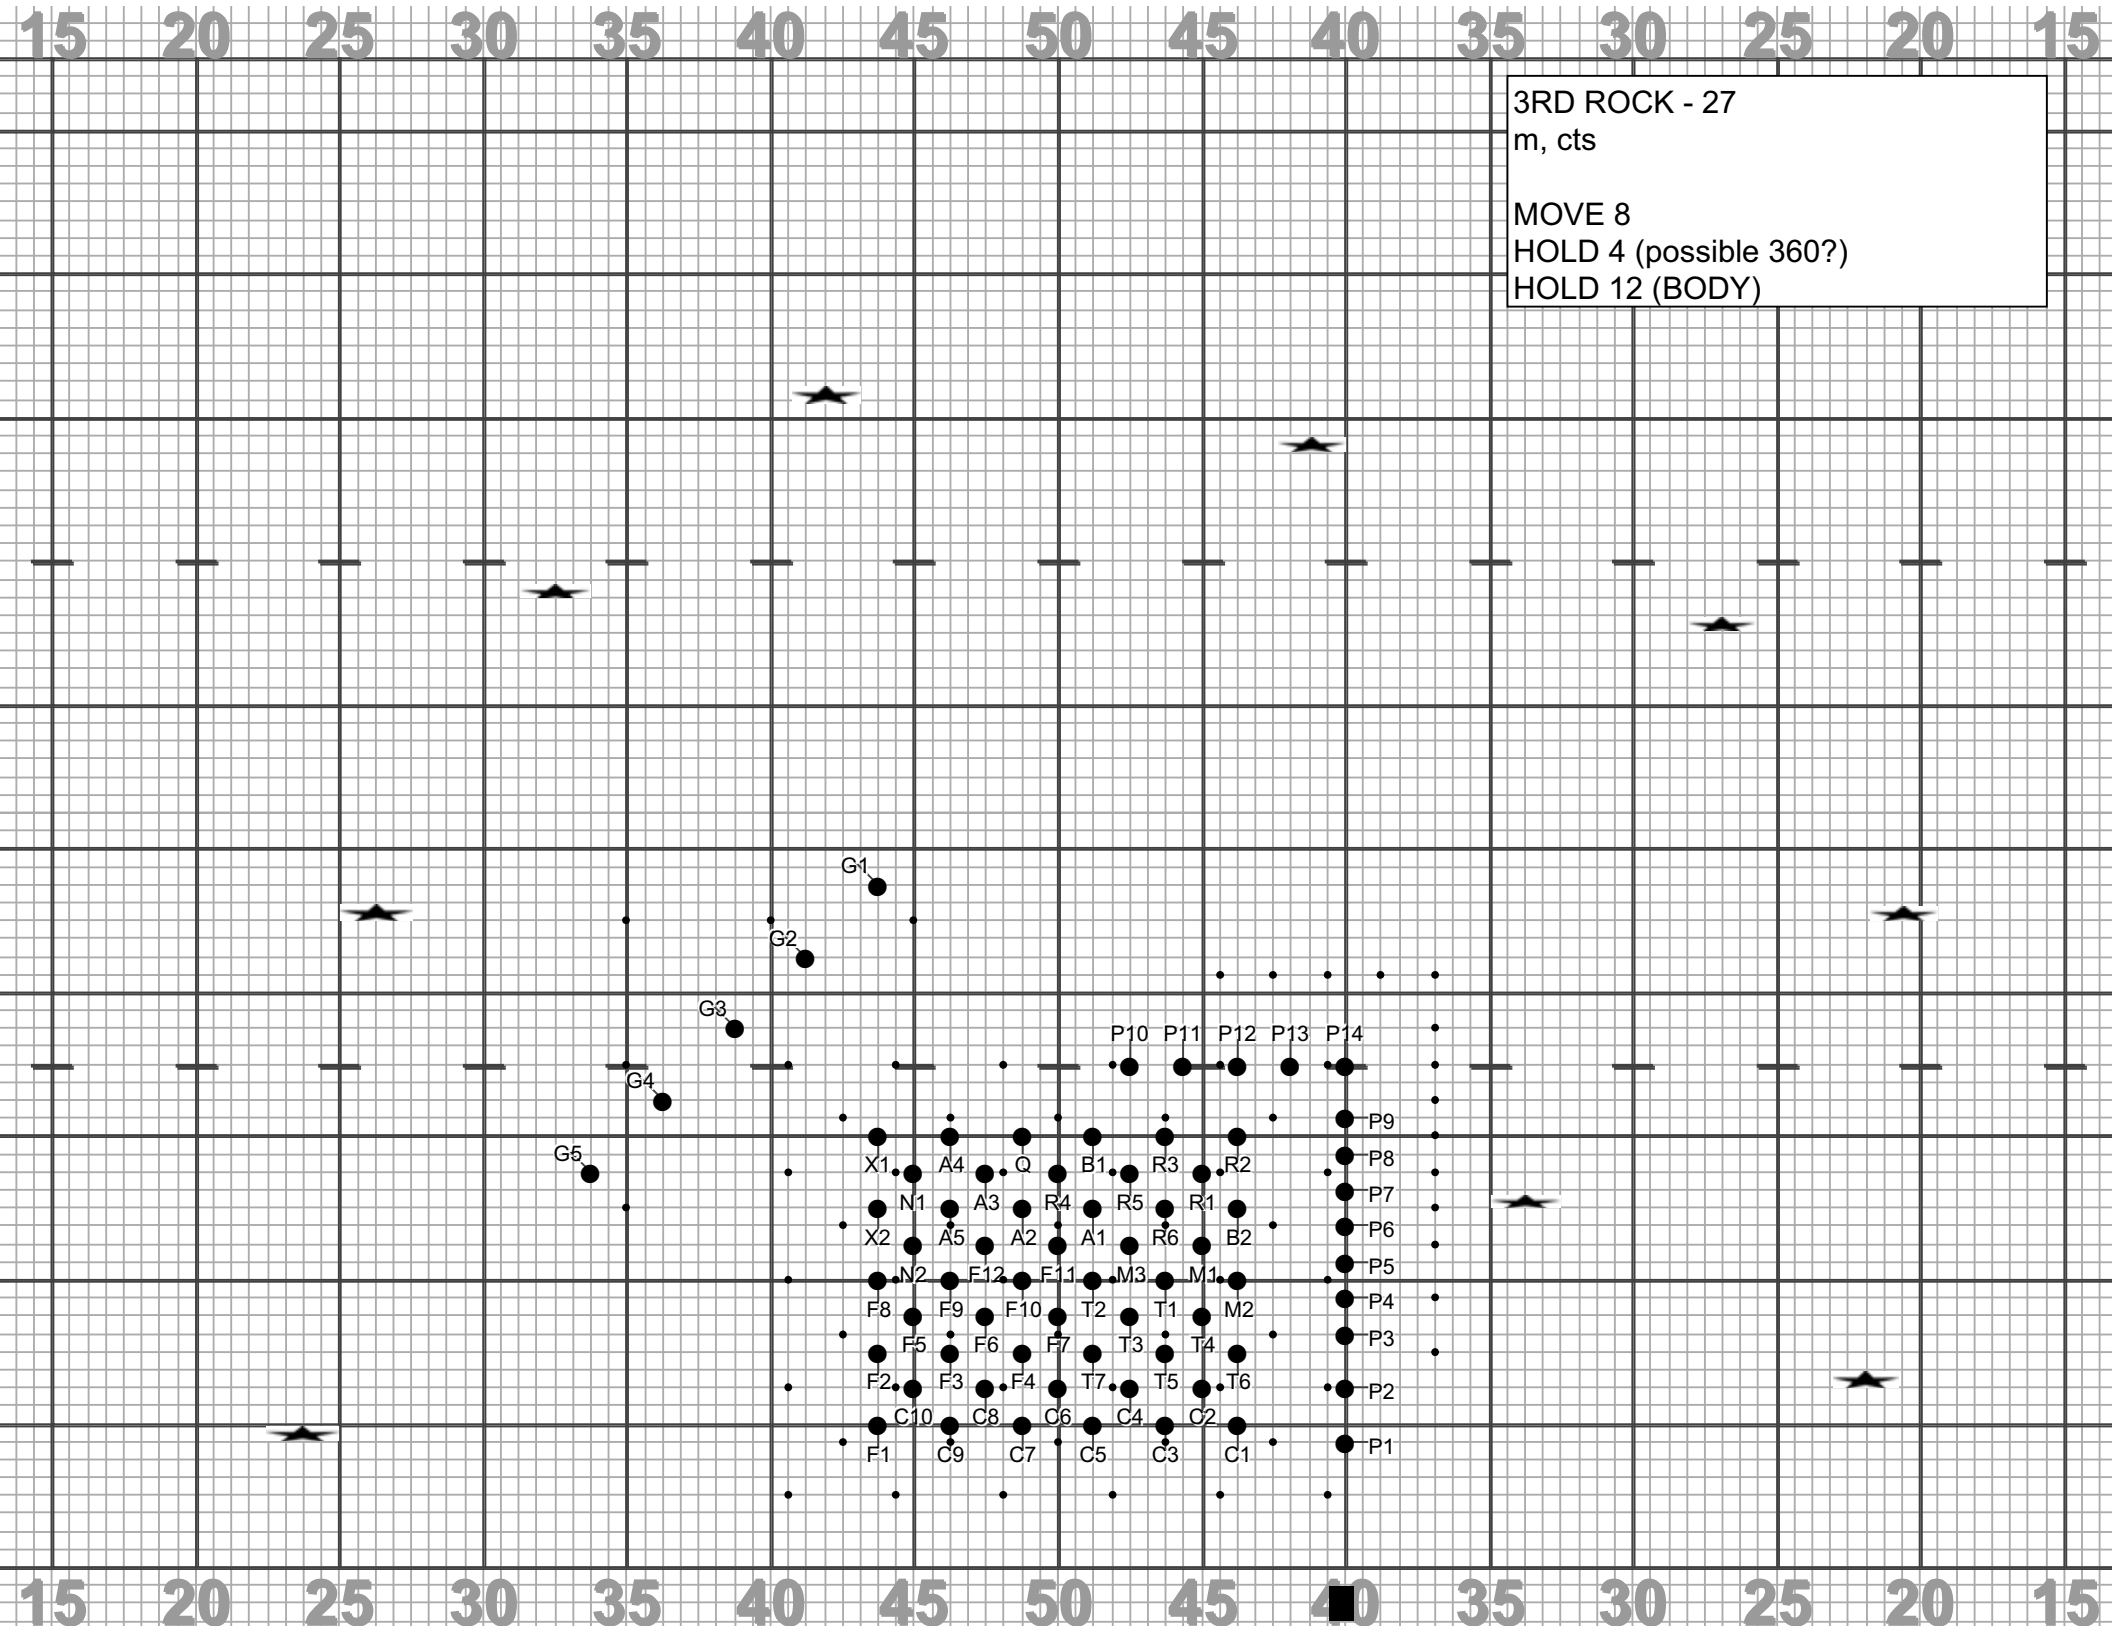 15 20 25 30 35 40 45 50 45 40 35 30 25 20 15
3RD ROCK - 27
m, cts
MOVE 8
HOLD 4 (possible 360?)
HOLD 12 (BODY)
G1
G2
G3
P10 P11 P12 P13 P14
G4
P9
G5
X1 A4 Q B1 R3 R2 P8
P7
N1 A3 R4 R5 R1
P6
X2 A5 A2 A1 R6 B2
P5
N2 F12 F11 M3 M1
P4
F8 F9 F10 T2 T1 M2
P3
F5 F6 F7 T3 T4
F2 F3 F4 T7 T5 T6 P2
C10 C8 C6 C4 C2
P1
F1 C9 C7 C5 C3 C1
15 20 25 30 35 40 45 50 45 40 35 30 25 20 15